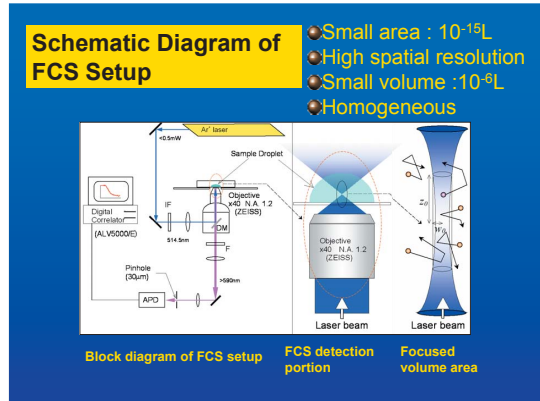 Schematic Diagram of
FCS Setup
Small area : 10⁻¹⁵L
High spatial resolution
Small volume :10⁻⁶L
Homogeneous
Ar⁺ laser
<0.5mW
Sample Droplet
Objective
x40 N.A. 1.2
(ZEISS)
IF
DM
514.5nm
F
>590nm
Digital
Correlator
(ALV5000/E)
Pinhole
(30μm)
APD
Objective
x40 N.A. 1.2
(ZEISS)
Laser beam
z₀
w₀
Laser beam
Block diagram of FCS setup
FCS detection
portion
Focused
volume area